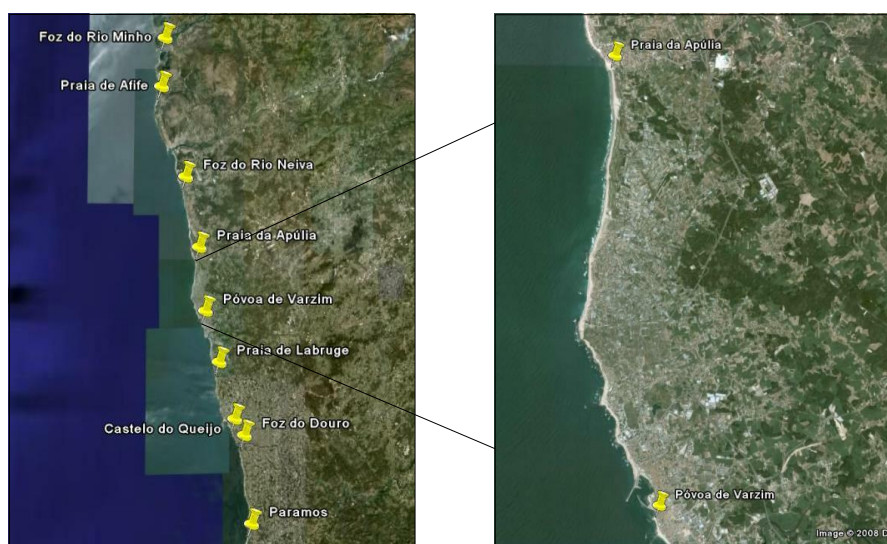 Foz do Rio Minho
Praia de Afife
Foz do Rio Neiva
Praia da Apúlia
Póvoa de Varzim
Praia de Labruge
Castelo do Queijo
Foz do Douro
Paramos
Praia da Apúlia
Póvoa de Varzim
Image © 2008 D